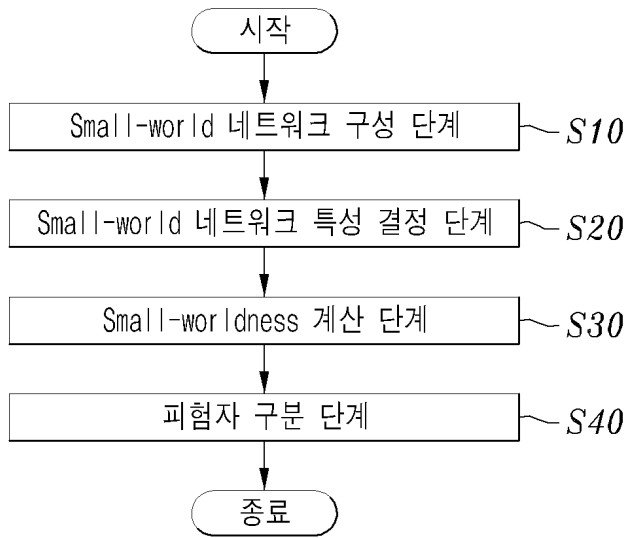 시작
Small-world 네트워크 구성 단계
S10
Small-world 네트워크 특성 결정 단계
S20
Small-worldness 계산 단계
S30
피험자 구분 단계
S40
종료